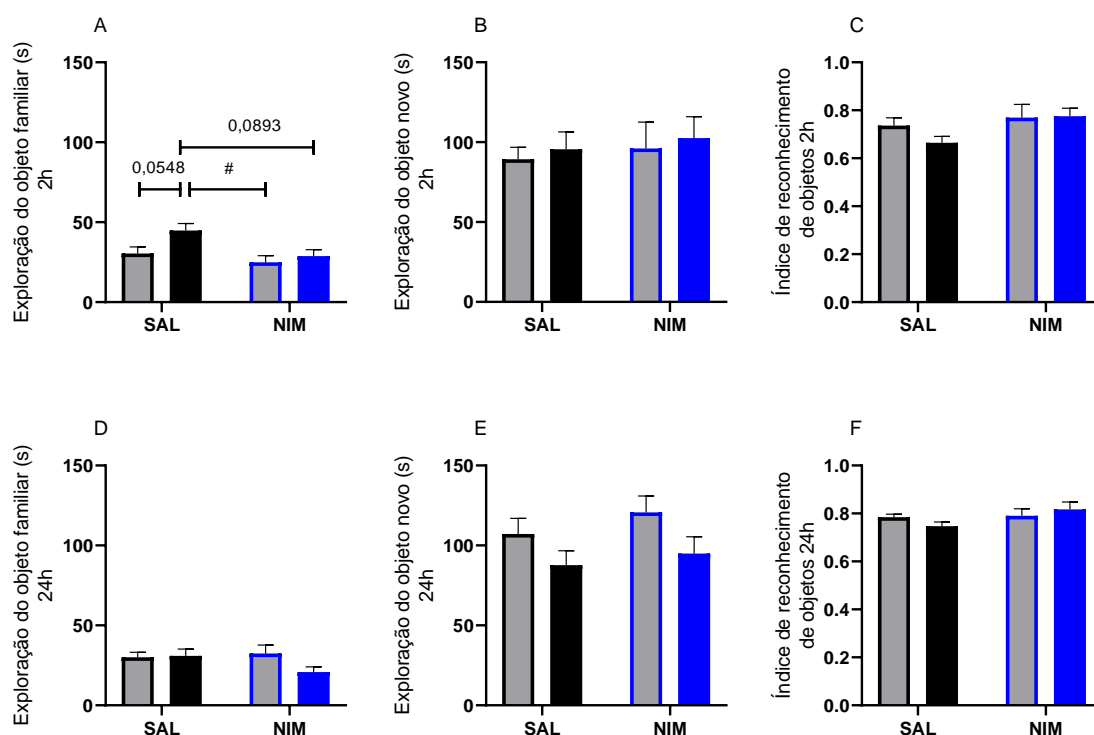 A
Exploração do objeto familiar (s)
2h
150
100
50
0
0,0893
0,0548
#
SAL
NIM
B
Exploração do objeto novo (s)
2h
150
100
50
0
SAL
NIM
C
Índice de reconhecimento
de objetos 2h
1.0
0.8
0.6
0.4
0.2
0.0
SAL
NIM
D
Exploração do objeto familiar (s)
24h
150
100
50
0
SAL
NIM
E
Exploração do objeto novo (s)
24h
150
100
50
0
SAL
NIM
F
Índice de reconhecimento
de objetos 24h
1.0
0.8
0.6
0.4
0.2
0.0
SAL
NIM